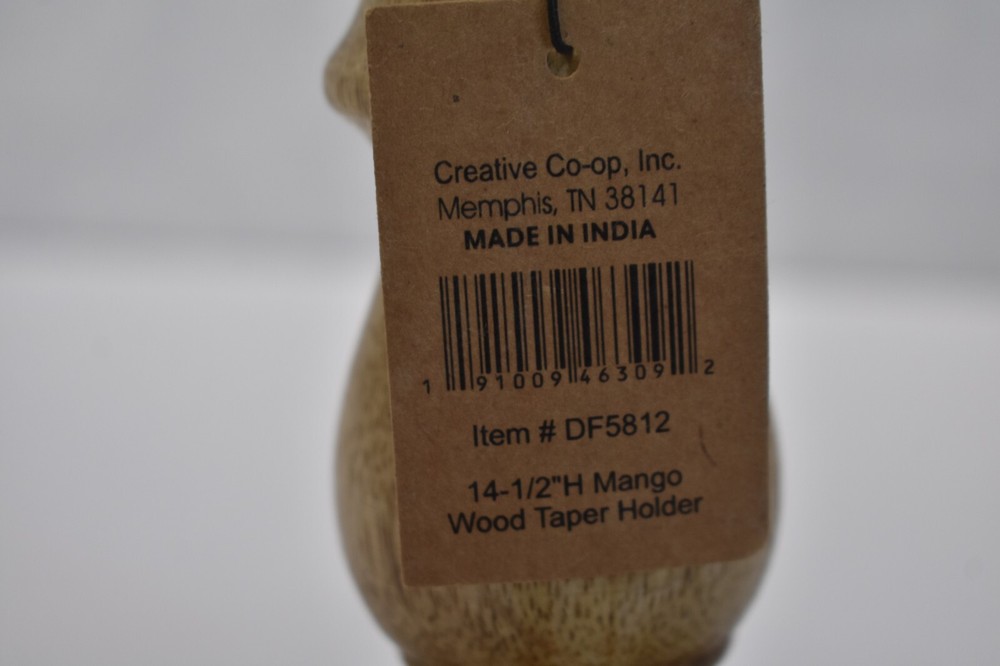 Creative Co-op, Inc.
Memphis, TN 38141
MADE IN INDIA
1 91009 46309 2
Item # DF5812
14-1/2"H Mango
Wood Taper Holder